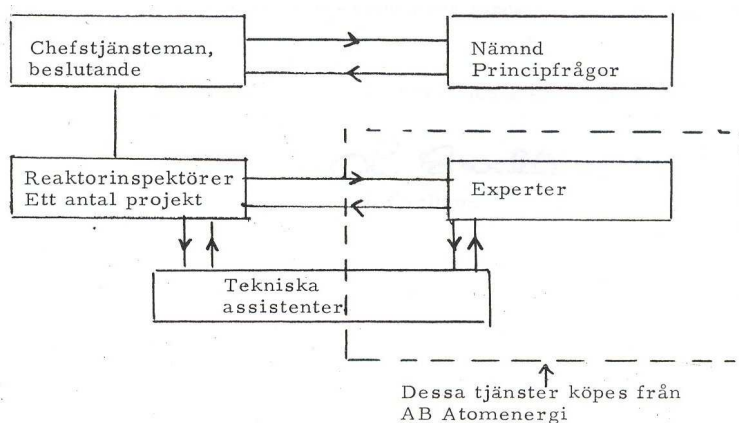 Chefstjänsteman,
beslutande
Nämnd
Principfrågor
Reaktorinspektörer
Ett antal projekt
Experter
Tekniska
assistenter
Dessa tjänster köpes från
AB Atomenergi